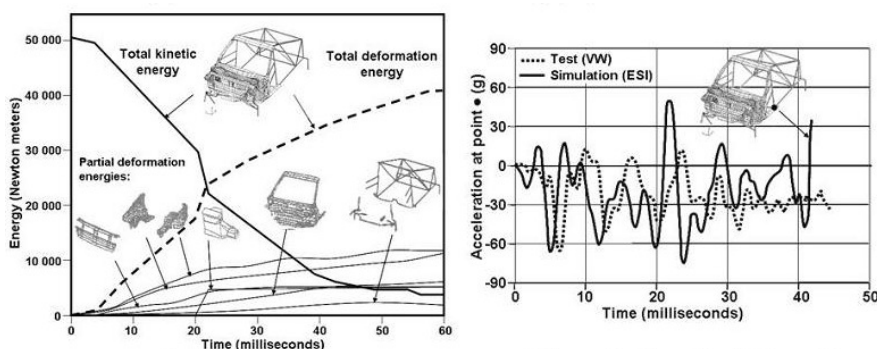 50 000
40 000
30 000
20 000
10 000
0
Energy (Newton meters)
Total kinetic
energy
Total deformation
energy
Partial deformation
energies:
0 10 20 30 40 50 60
Time (milliseconds)
90
60
30
0
-30
-60
-90
Acceleration at point • (g)
Test (VW)
Simulation (ESI)
0 10 20 30 40 50
Time (milliseconds)